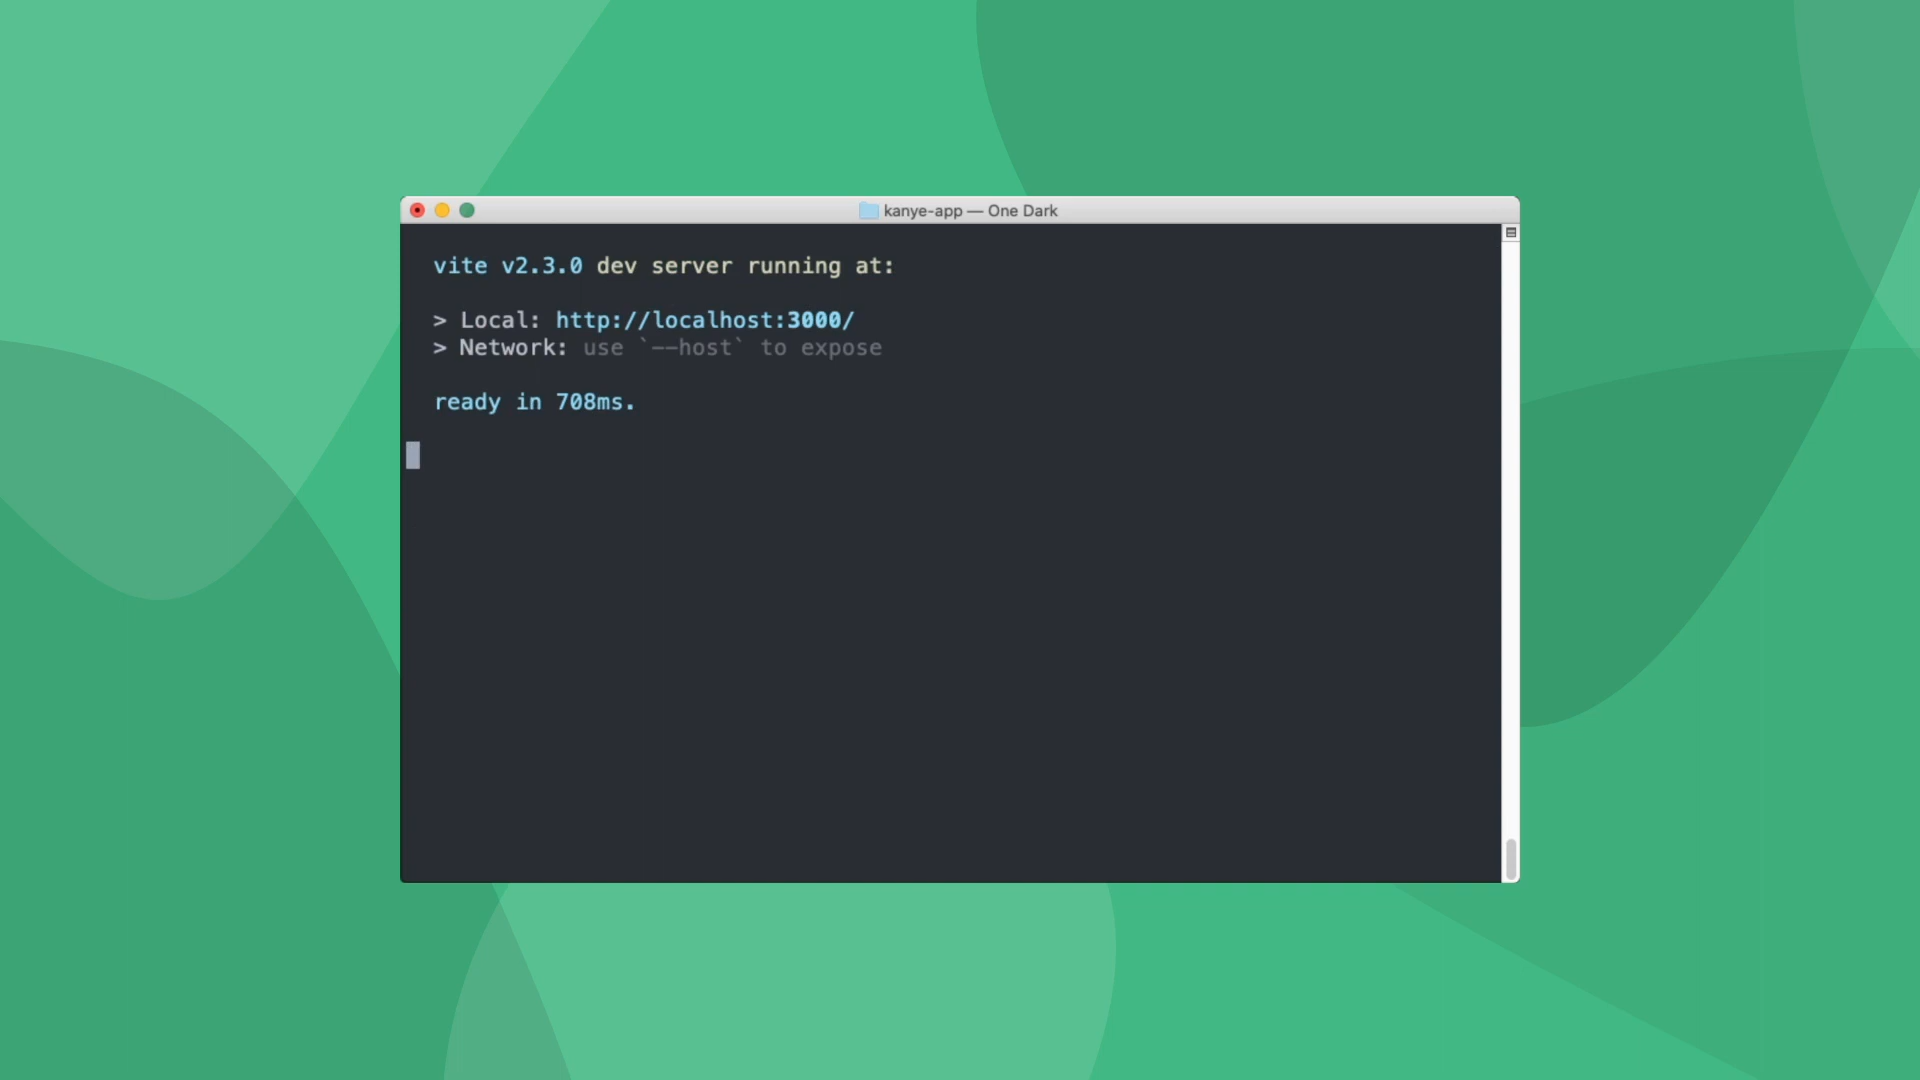 kanye-app — One Dark
vite v2.3.0 dev server running at:
> Local: http://localhost:3000/
> Network: use `--host` to expose
ready in 708ms.